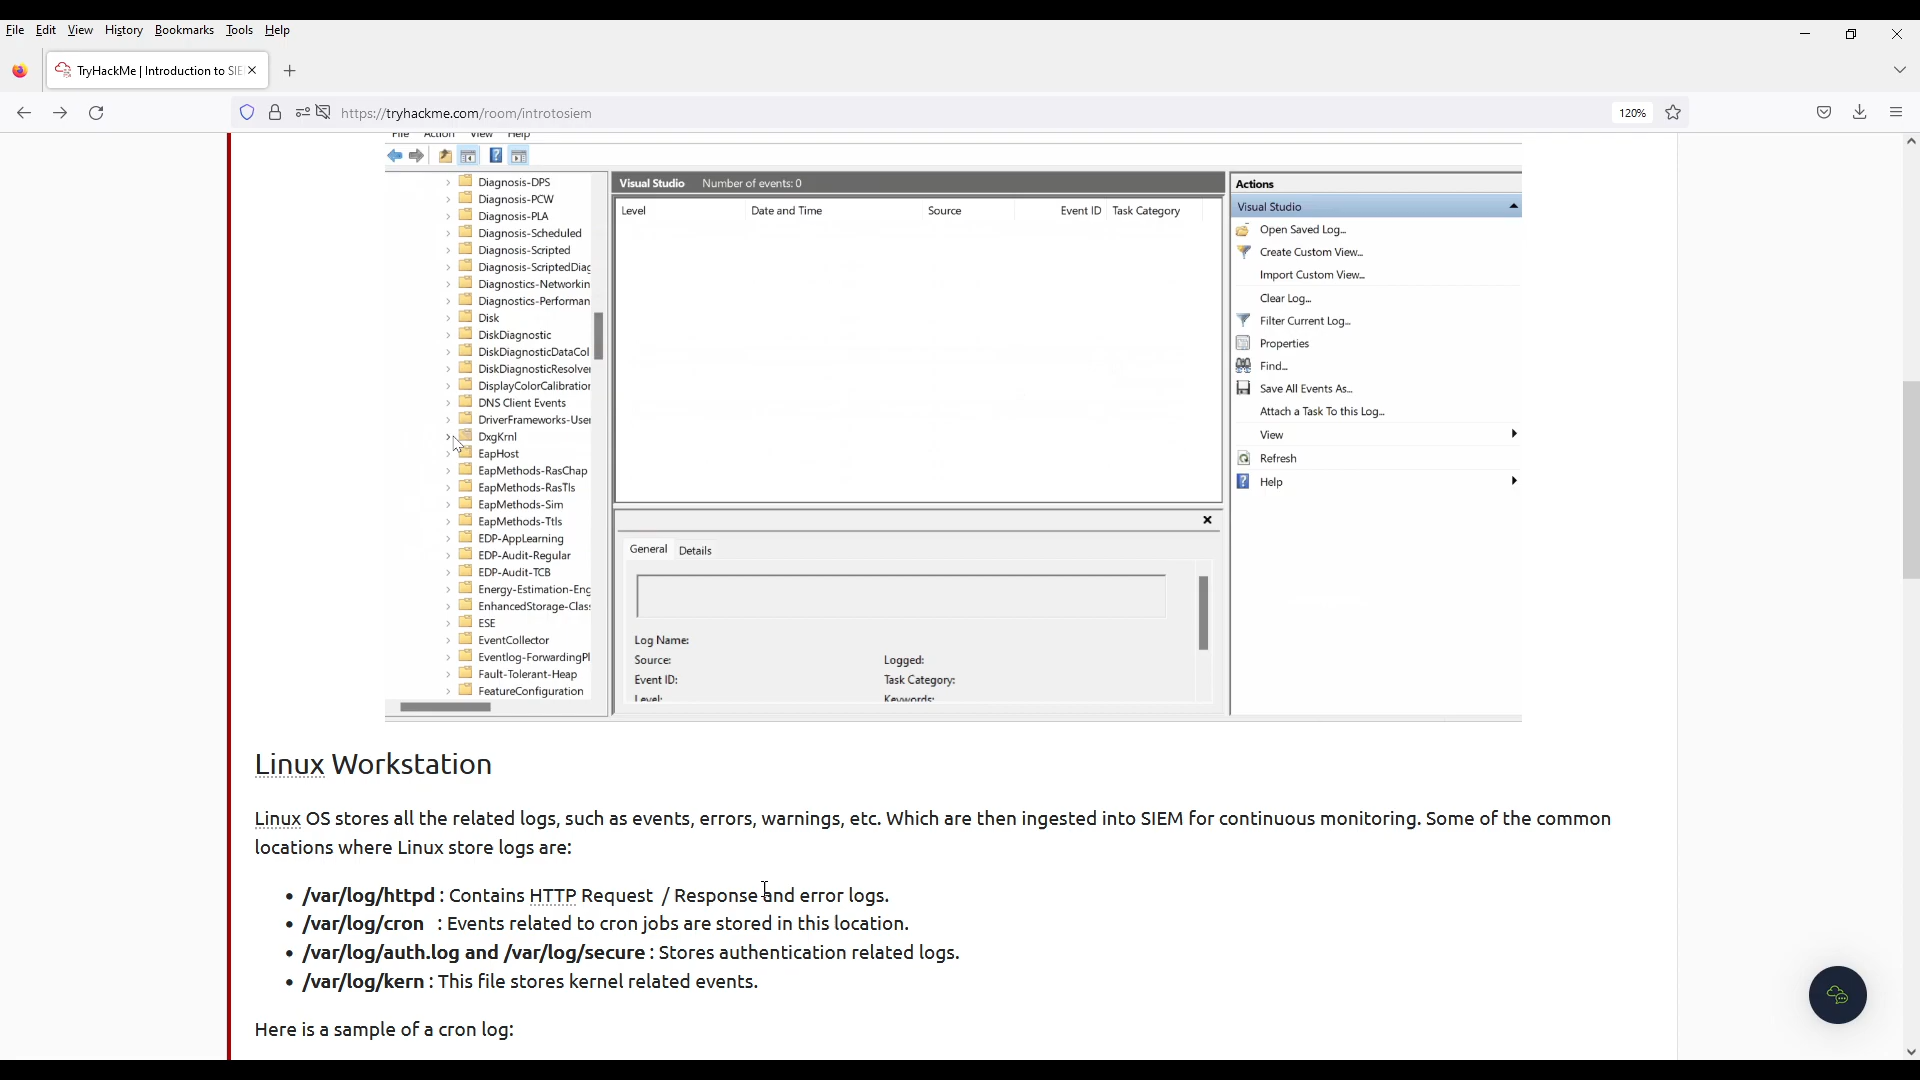 File Edit View History Bookmarks Tools Help
TryHackMe | Introduction to SIE
https://tryhackme.com/room/introtosiem 120%
File Action View Help
Diagnosis-DPS
Diagnosis-PCW
Diagnosis-PLA
Diagnosis-Scheduled
Diagnosis-Scripted
Diagnosis-ScriptedDiag
Diagnostics-Networkin
Diagnostics-Performan
Disk
DiskDiagnostic
DiskDiagnosticDataCol
DiskDiagnosticResolver
DisplayColorCalibration
DNS Client Events
DriverFrameworks-User
DxgKrnl
EapHost
EapMethods-RasChap
EapMethods-RasTls
EapMethods-Sim
EapMethods-Ttls
EDP-AppLearning
EDP-Audit-Regular
EDP-Audit-TCB
Energy-Estimation-Eng
EnhancedStorage-Class
ESE
EventCollector
Eventlog-ForwardingPl
Fault-Tolerant-Heap
FeatureConfiguration
Visual Studio Number of events: 0
Level Date and Time Source Event ID Task Category
General Details
Log Name:
Source: Logged:
Event ID: Task Category:
Level: Keywords:
Actions
Visual Studio
Open Saved Log...
Create Custom View...
Import Custom View...
Clear Log...
Filter Current Log...
Properties
Find...
Save All Events As...
Attach a Task To this Log...
View
Refresh
Help
Linux Workstation
Linux OS stores all the related logs, such as events, errors, warnings, etc. Which are then ingested into SIEM for continuous monitoring. Some of the common
locations where Linux store logs are:
• /var/log/httpd : Contains HTTP Request / Response and error logs.
• /var/log/cron : Events related to cron jobs are stored in this location.
• /var/log/auth.log and /var/log/secure : Stores authentication related logs.
• /var/log/kern : This file stores kernel related events.
Here is a sample of a cron log: